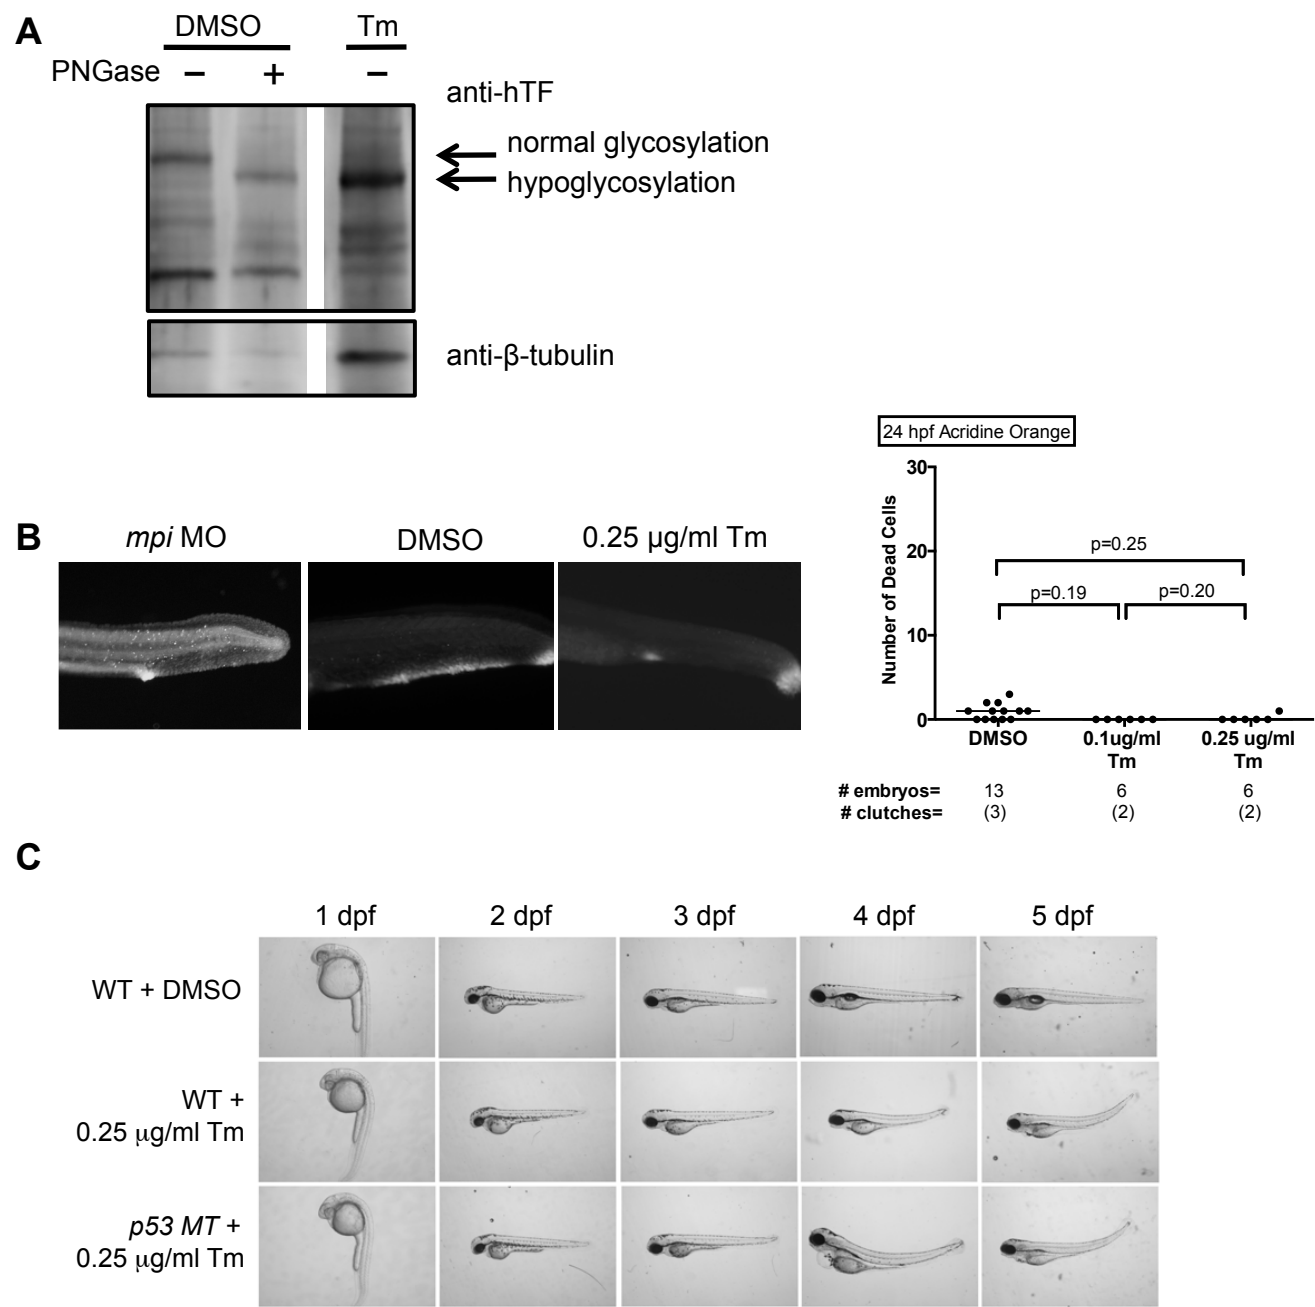 A
DMSO
Tm
PNGase − + −
anti-hTF
normal glycosylation
hypoglycosylation
anti-β-tubulin
B
mpi MO
DMSO
0.25 µg/ml Tm
24 hpf Acridine Orange
Number of Dead Cells
30
20
10
0
p=0.25
p=0.19
p=0.20
DMSO
0.1ug/ml
Tm
0.25 ug/ml
Tm
# embryos= 13 6 6
# clutches= (3) (2) (2)
C
1 dpf 2 dpf 3 dpf 4 dpf 5 dpf
WT + DMSO
WT +
0.25 µg/ml Tm
p53 MT +
0.25 µg/ml Tm